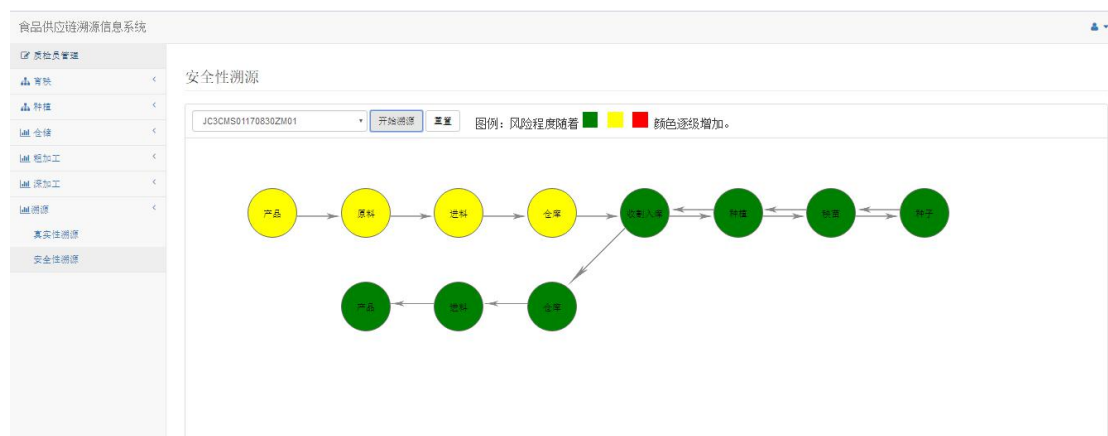 食品供应链溯源信息系统
质检员管理
育秧
种植
仓储
粗加工
深加工
溯源
真实性溯源
安全性溯源
安全性溯源
JC3CMS01170830ZM01 开始溯源 重置 图例：风险程度随着 颜色逐级增加。
产品 原料 进料 仓库 收割入库 种植 秧苗 种子
产品 进料 仓库